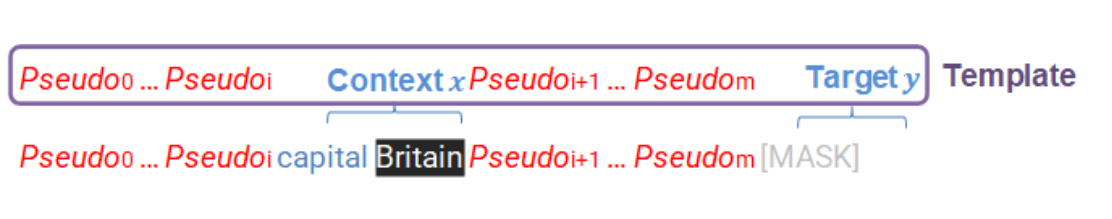 Pseudo0 ... Pseudoi Context x Pseudoi+1 ... Pseudom Target y Template
Pseudo0 ... Pseudoi capital Britain Pseudoi+1 ... Pseudom [MASK]